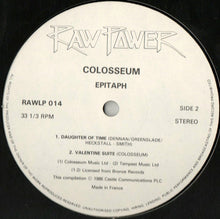 RAW POWER
COLOSSEUM
EPITAPH
RAWLP 014
33 1/3 RPM
SIDE 2
STEREO
1. DAUGHTER OF TIME (DENNAN/GREENSLADE/
HECKSTALL - SMITHS)
2. VALENTINE SUITE (COLOSSEUM)
(1) Colosseum Music Ltd (2) Tempest Music Ltd
(1.2) Licensed from Bronze Records
This compilation © 1986 Castle Communications PLC
Made in France